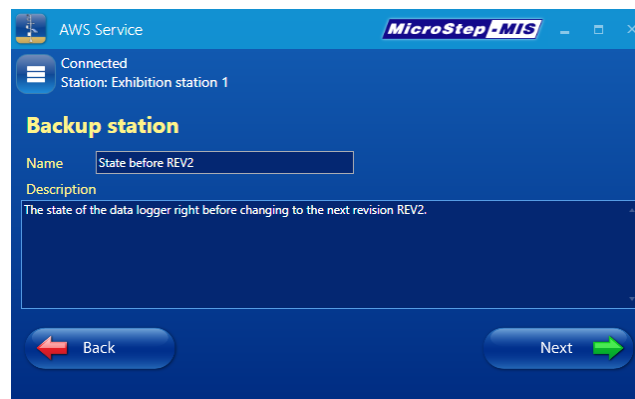 AWS Service
MicroStep-MIS
Connected
Station: Exhibition station 1
Backup station
Name
State before REV2
Description
The state of the data logger right before changing to the next revision REV2.
Back
Next